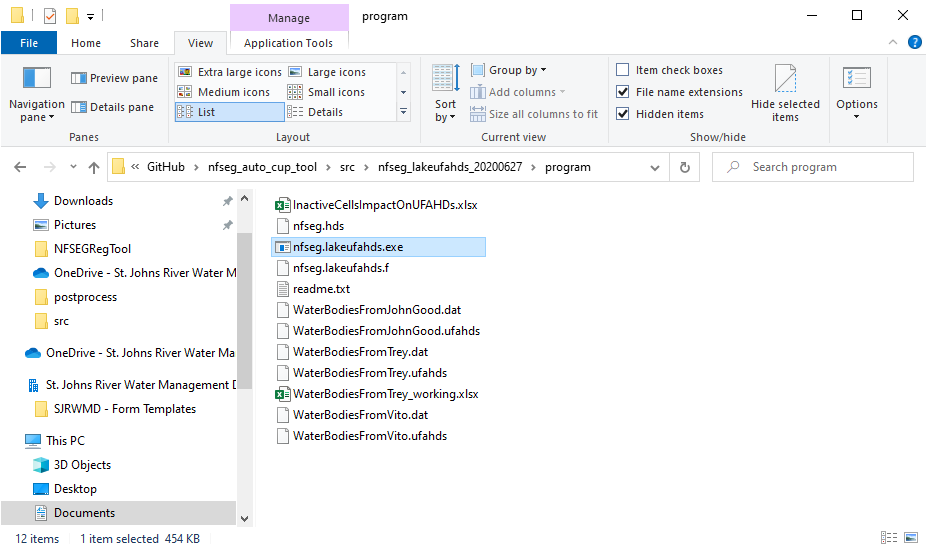 Manage
program
File
Home
Share
View
Application Tools
Navigation pane
Preview pane
Details pane
Panes
Extra large icons
Large icons
Medium icons
Small icons
List
Details
Layout
Sort by
Group by
Add columns
Size all columns to fit
Current view
Item check boxes
File name extensions
Hidden items
Hide selected items
Show/hide
Options
« GitHub > nfseg_auto_cup_tool > src > nfseg_lakeufahds_20200627 > program
Search program
Downloads
Pictures
NFSEGRegTool
OneDrive - St. Johns River Water M
postprocess
src
OneDrive - St. Johns River Water Ma
St. Johns River Water Management D
SJRWMD - Form Templates
This PC
3D Objects
Desktop
Documents
InactiveCellsImpactOnUFAHDs.xlsx
nfseg.hds
nfseg.lakeufahds.exe
nfseg.lakeufahds.f
readme.txt
WaterBodiesFromJohnGood.dat
WaterBodiesFromJohnGood.ufahds
WaterBodiesFromTrey.dat
WaterBodiesFromTrey.ufahds
WaterBodiesFromTrey_working.xlsx
WaterBodiesFromVito.dat
WaterBodiesFromVito.ufahds
12 items
1 item selected 454 KB